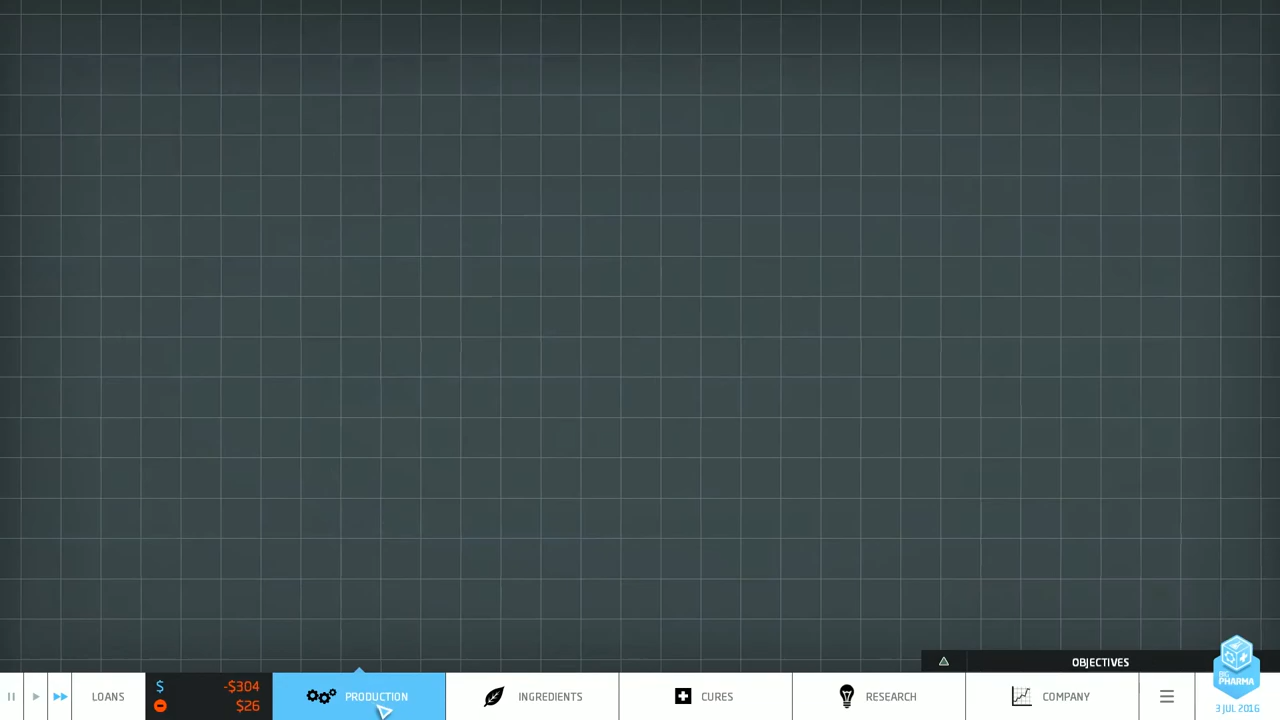 OBJECTIVES
LOANS
$ -$304
$26
PRODUCTION
INGREDIENTS
CURES
RESEARCH
COMPANY
BIG PHARMA
3 JUL 2016